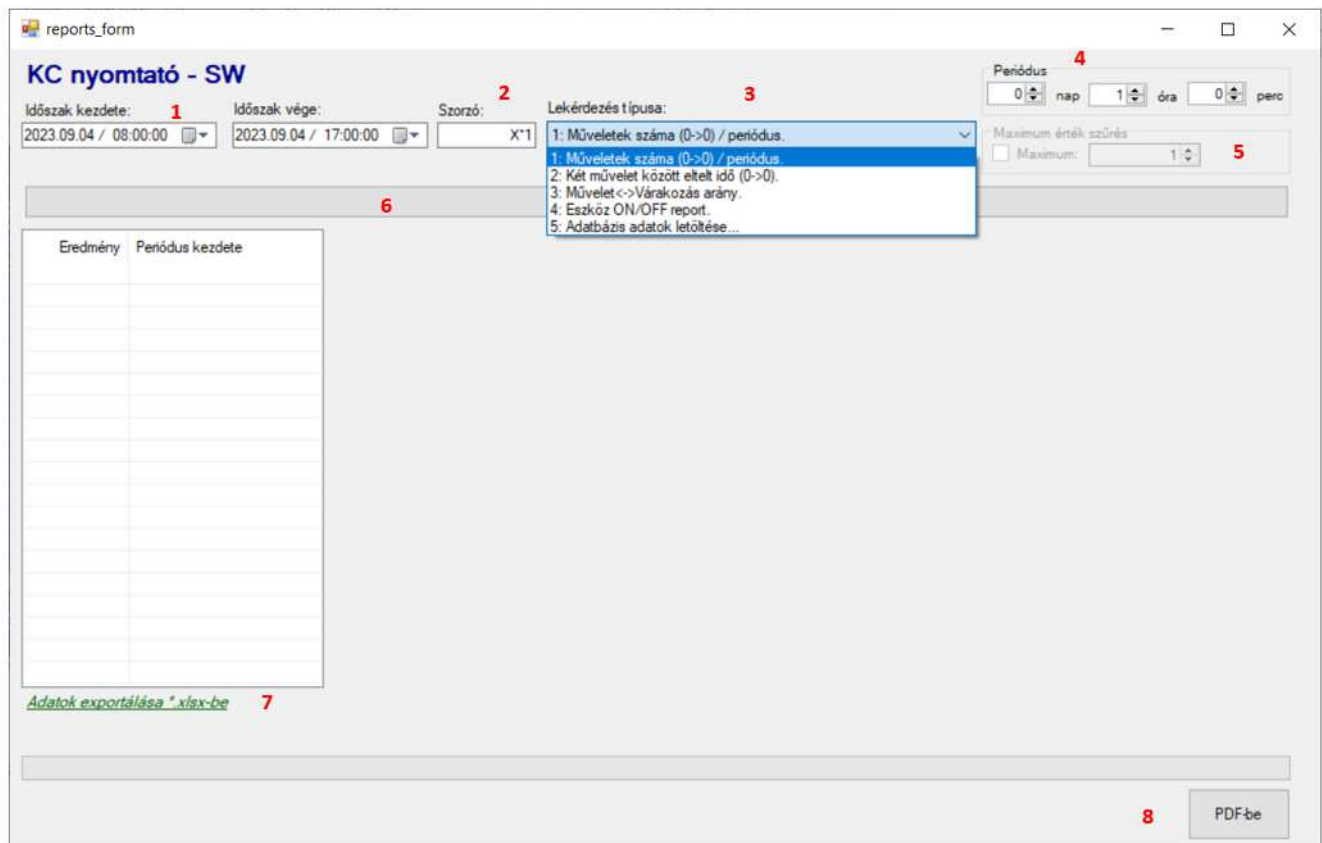 reports_form
KC nyomtató - SW
Időszak kezdete: 1
Időszak vége:
Szorzó: 2
Lekérdezés típusa: 3
Periódus 4
2023.09.04 / 08:00:00
2023.09.04 / 17:00:00
X*1
1: Műveletek száma (0->0) / periódus.
0 nap 1 óra 0 perc
Maximum érték szűrés
Maximum: 1 5
1: Műveletek száma (0->0) / periódus.
2: Két művelet között eltelt idő (0->0).
3: Művelet<->Várakozás arány.
4: Eszköz ON/OFF report.
5: Adatbázis adatok letöltése...
6
Eredmény Periódus kezdete
Adatok exportálása *.xlsx-be 7
8 PDF-be